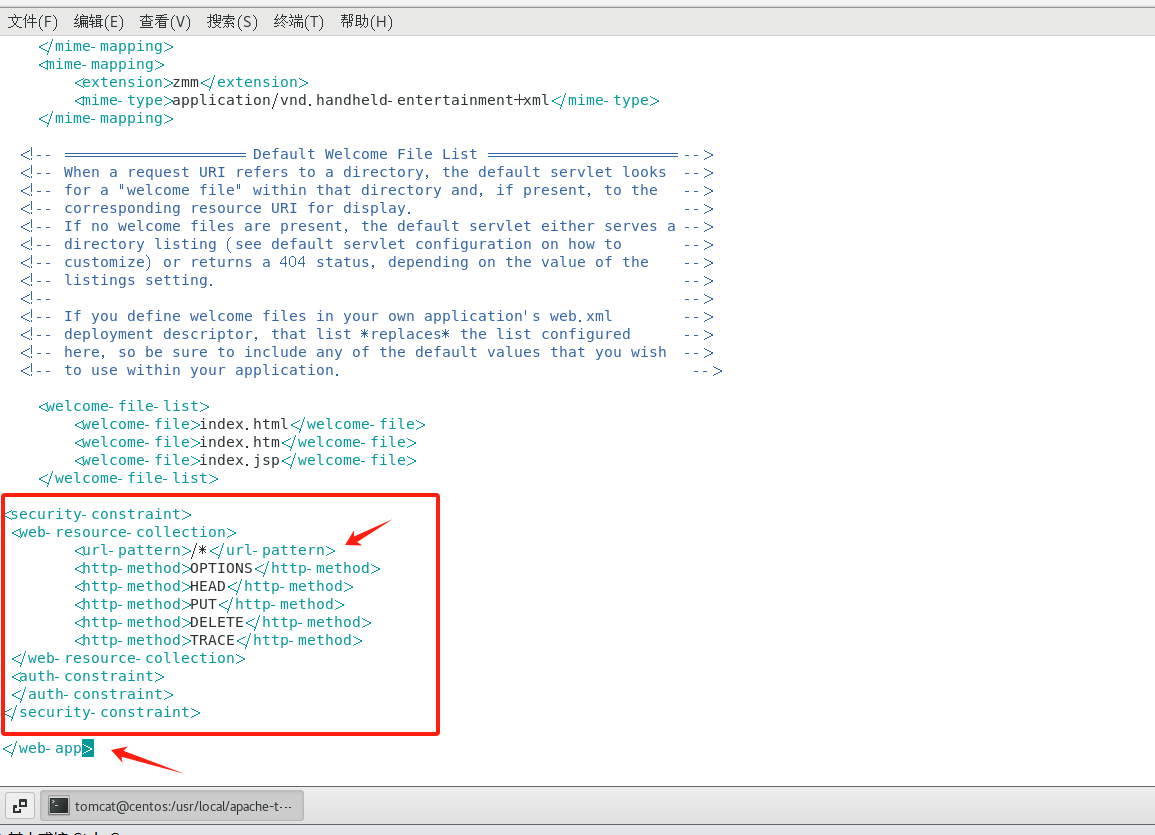 文件(F) 编辑(E) 查看(V) 搜索(S) 终端(T) 帮助(H)
</mime-mapping>
<mime-mapping>
<extension>zmm</extension>
<mime-type>application/vnd.handheld-entertainment+xml</mime-type>
</mime-mapping>
<!-- ==================== Default Welcome File List ===================== -->
<!-- When a request URI refers to a directory, the default servlet looks -->
<!-- for a "welcome file" within that directory and, if present, to the -->
<!-- corresponding resource URI for display. -->
<!-- If no welcome files are present, the default servlet either serves a -->
<!-- directory listing (see default servlet configuration on how to -->
<!-- customize) or returns a 404 status, depending on the value of the -->
<!-- listings setting. -->
<!-- -->
<!-- If you define welcome files in your own application's web.xml -->
<!-- deployment descriptor, that list *replaces* the list configured -->
<!-- here, so be sure to include any of the default values that you wish -->
<!-- to use within your application. -->
<welcome-file-list>
<welcome-file>index.html</welcome-file>
<welcome-file>index.htm</welcome-file>
<welcome-file>index.jsp</welcome-file>
</welcome-file-list>
<security-constraint>
<web-resource-collection>
<url-pattern>/*</url-pattern>
<http-method>OPTIONS</http-method>
<http-method>HEAD</http-method>
<http-method>PUT</http-method>
<http-method>DELETE</http-method>
<http-method>TRACE</http-method>
</web-resource-collection>
<auth-constraint>
</auth-constraint>
</security-constraint>
</web-app>
tomcat@centos:/usr/local/apache-t···